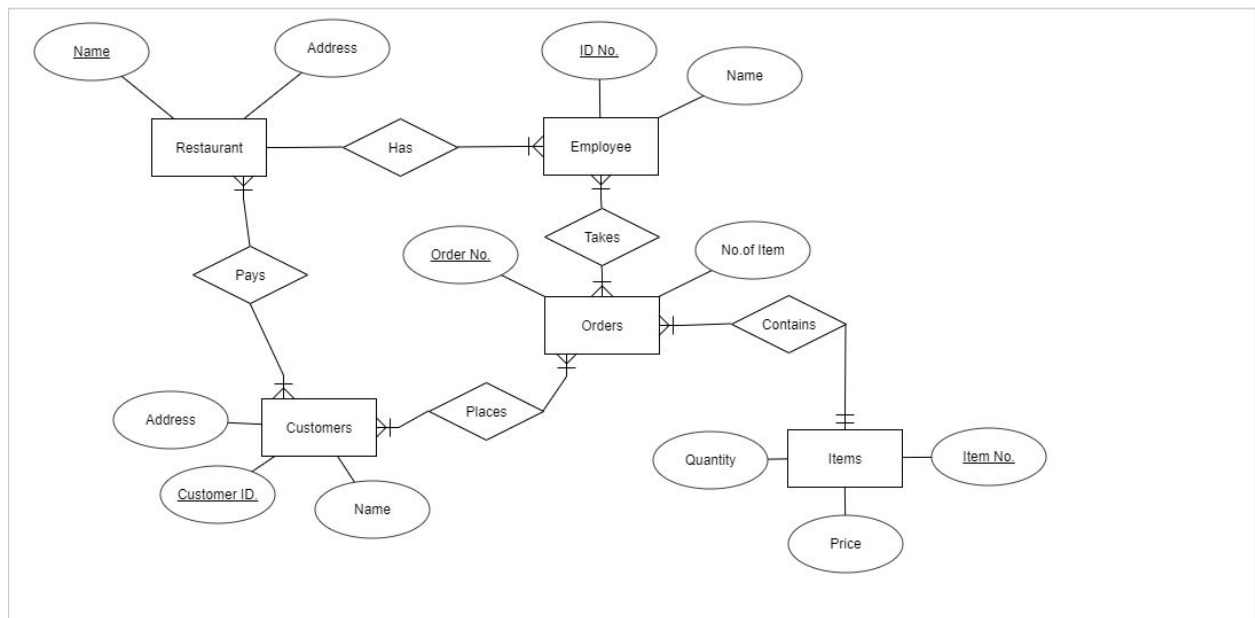 Name
Address
ID No.
Name
Restaurant
Has
Employee
Takes
Order No.
No.of Item
Pays
Orders
Contains
Address
Customers
Places
Customer ID.
Name
Quantity
Items
Item No.
Price